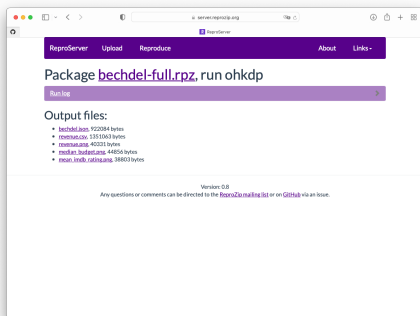 server.reprozip.org
ReproServer
ReproServer Upload Reproduce About Links
Package bechdel-full.rpz, run ohkdp
Run log
Output files:
bechdel.json, 922084 bytes
revenue.csv, 1351063 bytes
revenue.png, 40331 bytes
median_budget.png, 44856 bytes
mean_imdb_rating.png, 38803 bytes
Version: 0.8
Any questions or comments can be directed to the ReproZip mailing list or on GitHub via an issue.